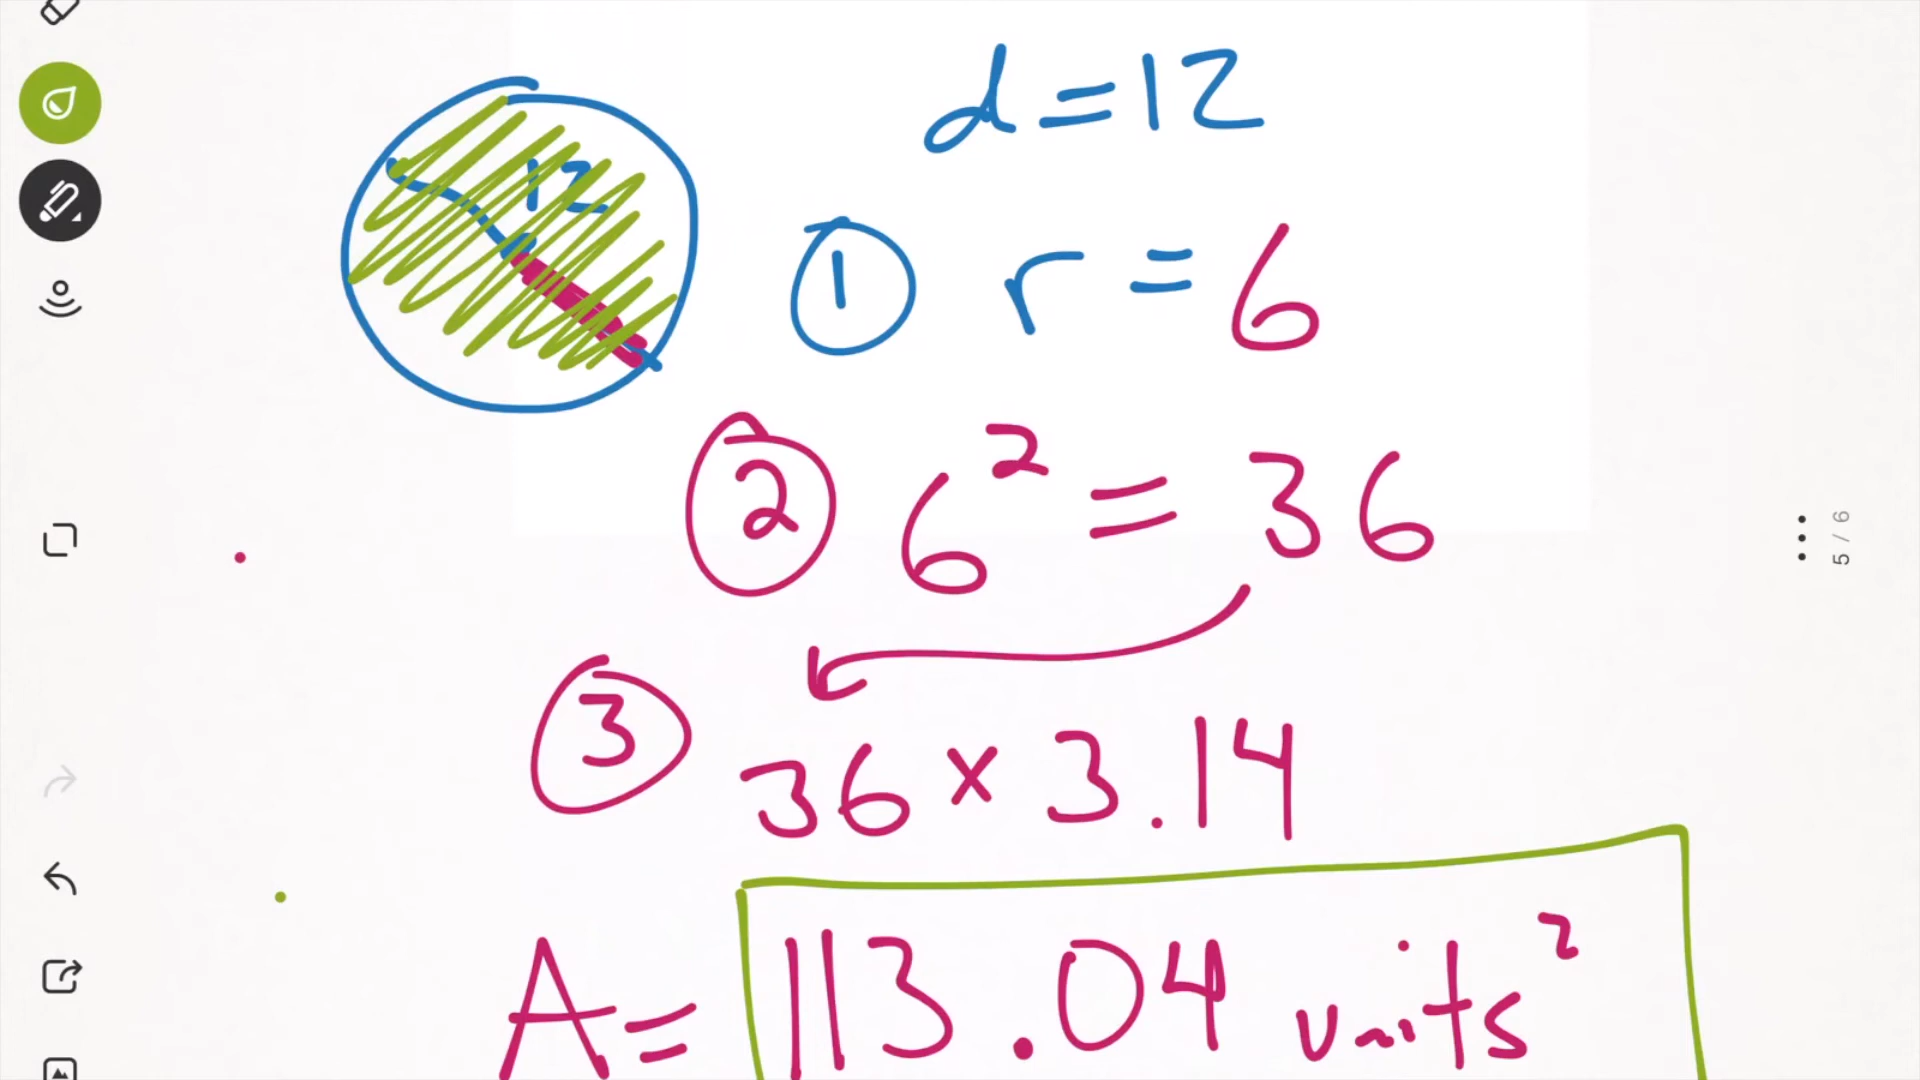 12
d=12
1 r = 6
2 6² = 36
3 36 × 3.14
A= 113.04 units²
5 / 6